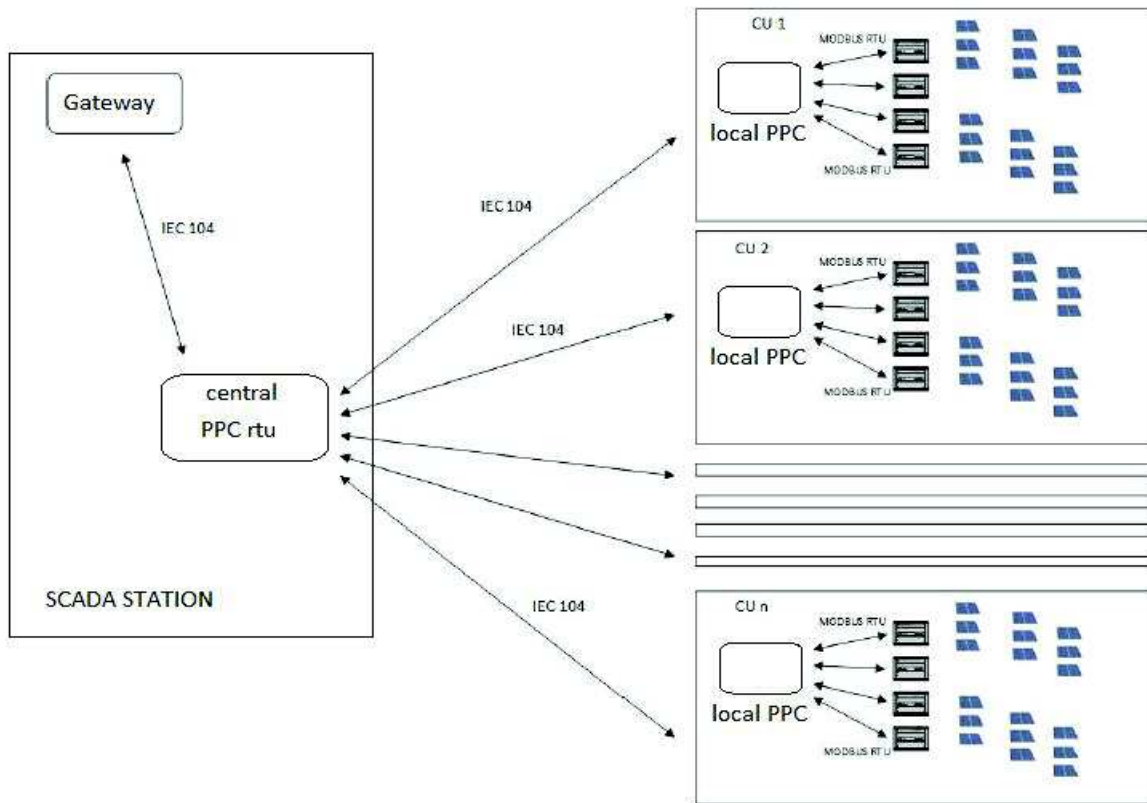 Gateway
IEC 104
central
PPC rtu
SCADA STATION
IEC 104
IEC 104
IEC 104
CU 1
MODBUS RTU
local PPC
MODBUS RTU
CU 2
MODBUS RTU
local PPC
MODBUS RTU
CU n
MODBUS RTU
local PPC
MODBUS RTU